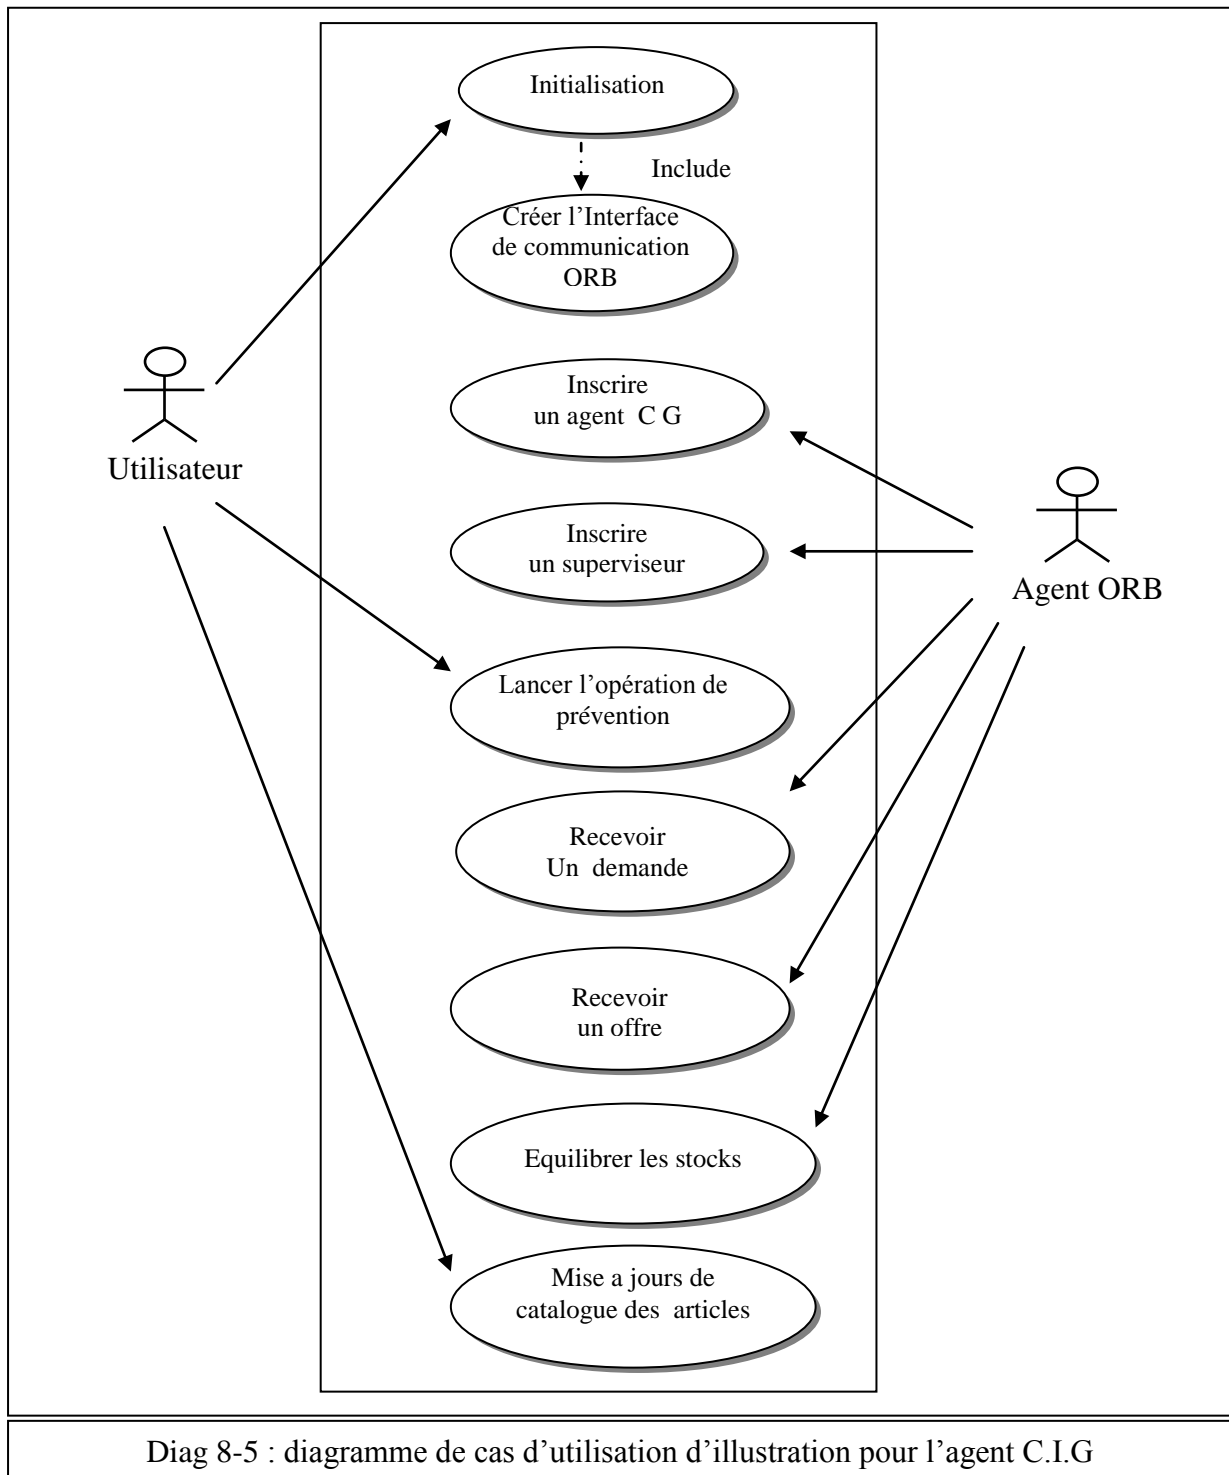 Initialisation
Include
Créer l’Interface
de communication
ORB
Inscrire
un agent C G
Utilisateur
Inscrire
un superviseur
Agent ORB
Lancer l’opération de
prévention
Recevoir
Un demande
Recevoir
un offre
Equilibrer les stocks
Mise a jours de
catalogue des articles
Diag 8-5 : diagramme de cas d’utilisation d’illustration pour l’agent C.I.G